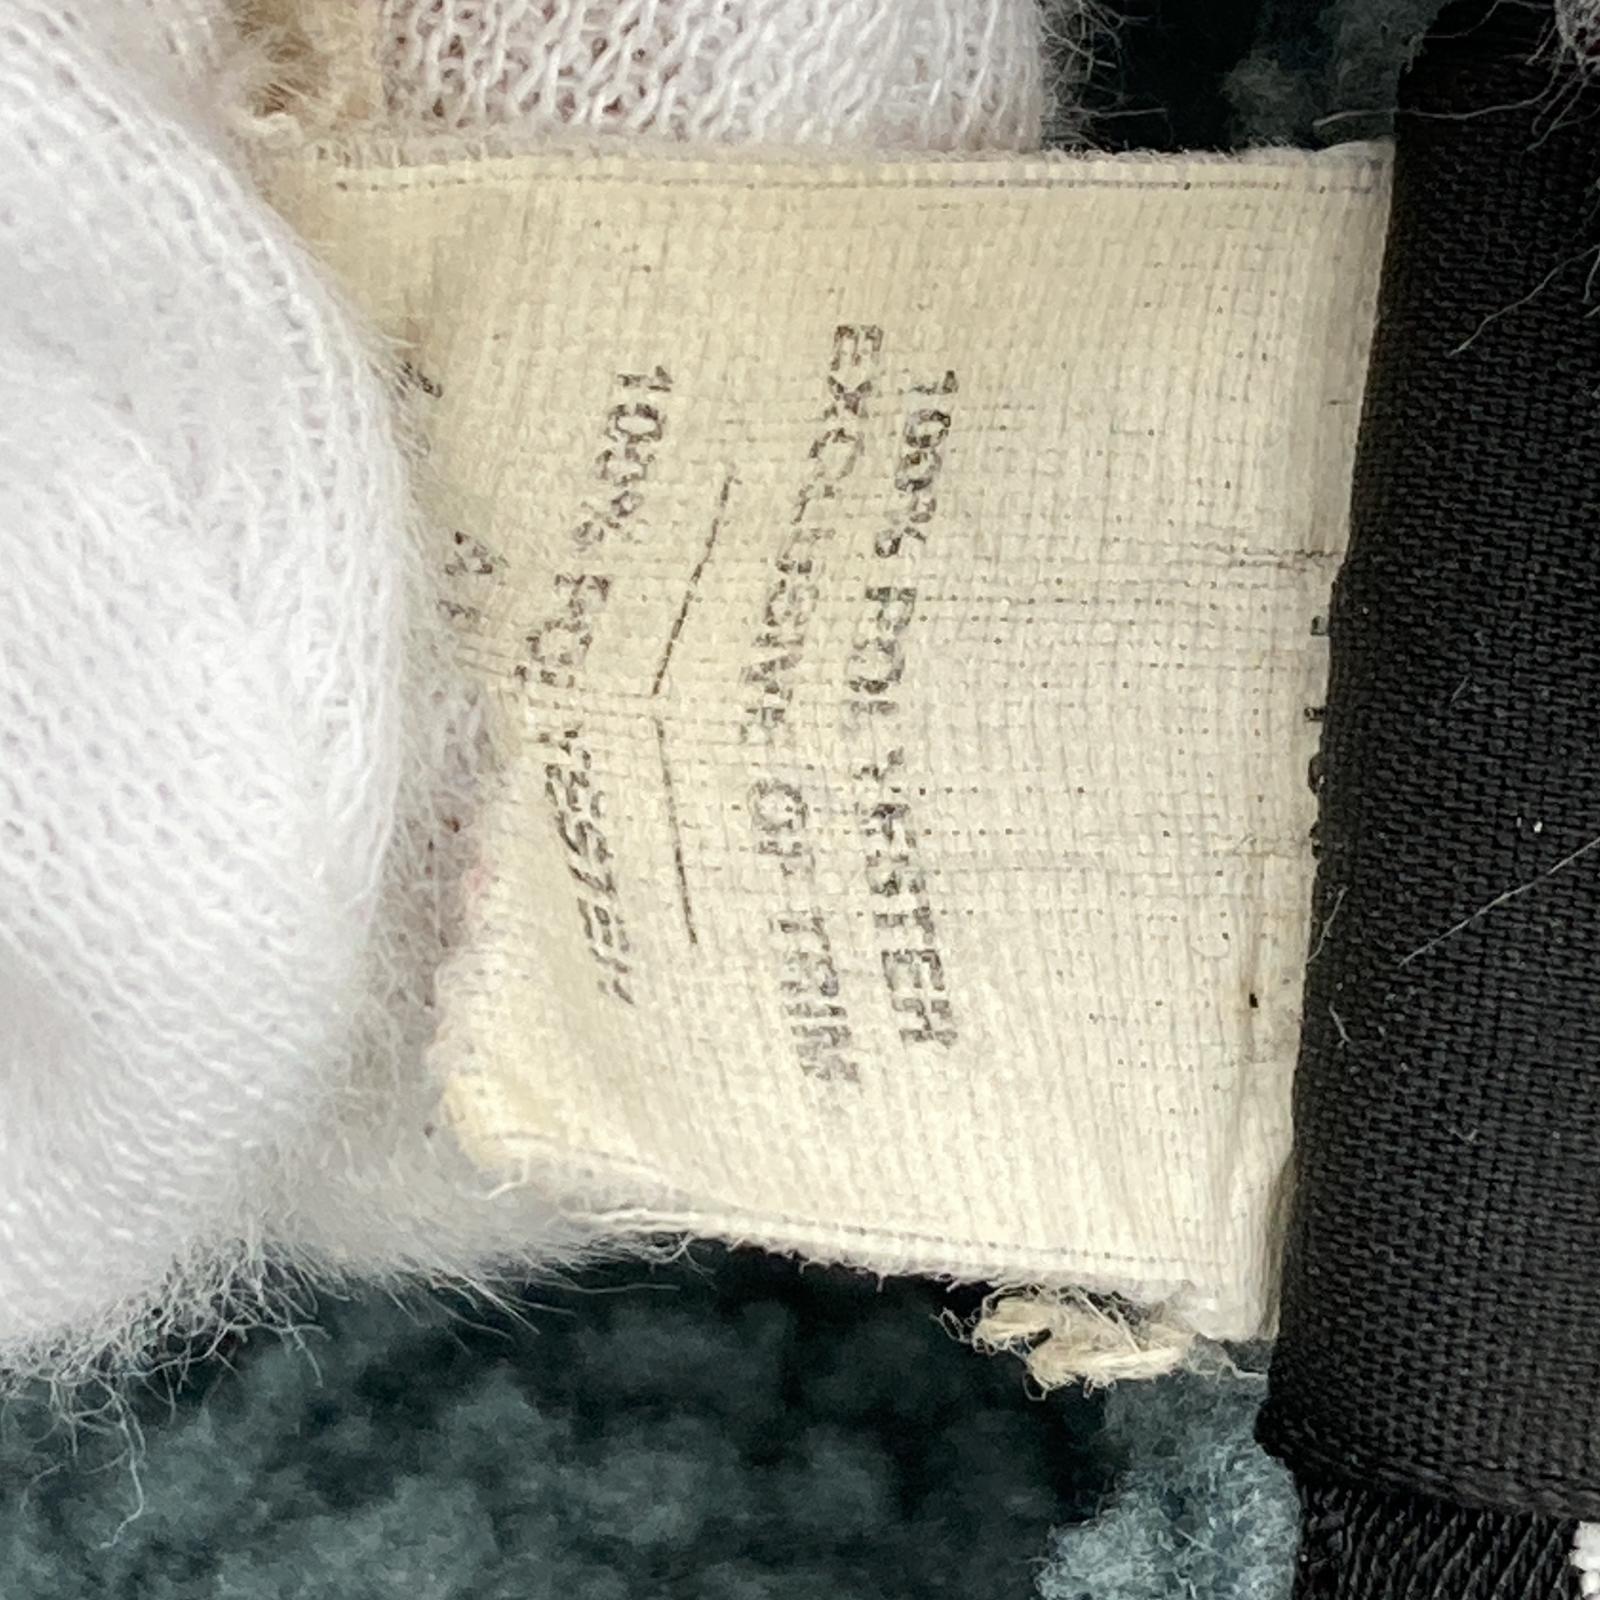 100% POLYESTER
EXCLUSIVE OF TRIM
100% POLYESTER